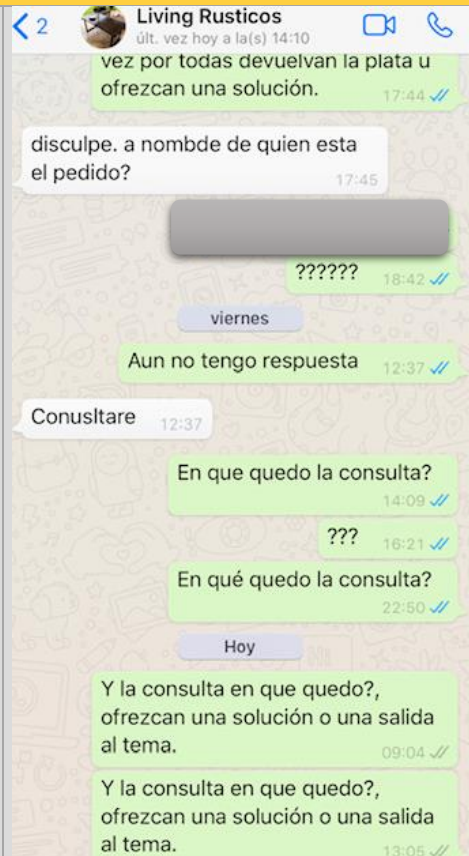 2
Living Rusticos
últ. vez hoy a la(s) 14:10
vez por todas devuelvan la plata u
ofrezcan una solución.
17:44
disculpe. a nombde de quien esta
el pedido?
17:45
??????
18:42
viernes
Aun no tengo respuesta
12:37
Conusltare
12:37
En que quedo la consulta?
14:09
???
16:21
En qué quedo la consulta?
22:50
Hoy
Y la consulta en que quedo?,
ofrezcan una solución o una salida
al tema.
09:04
Y la consulta en que quedo?,
ofrezcan una solución o una salida
al tema.
13:05